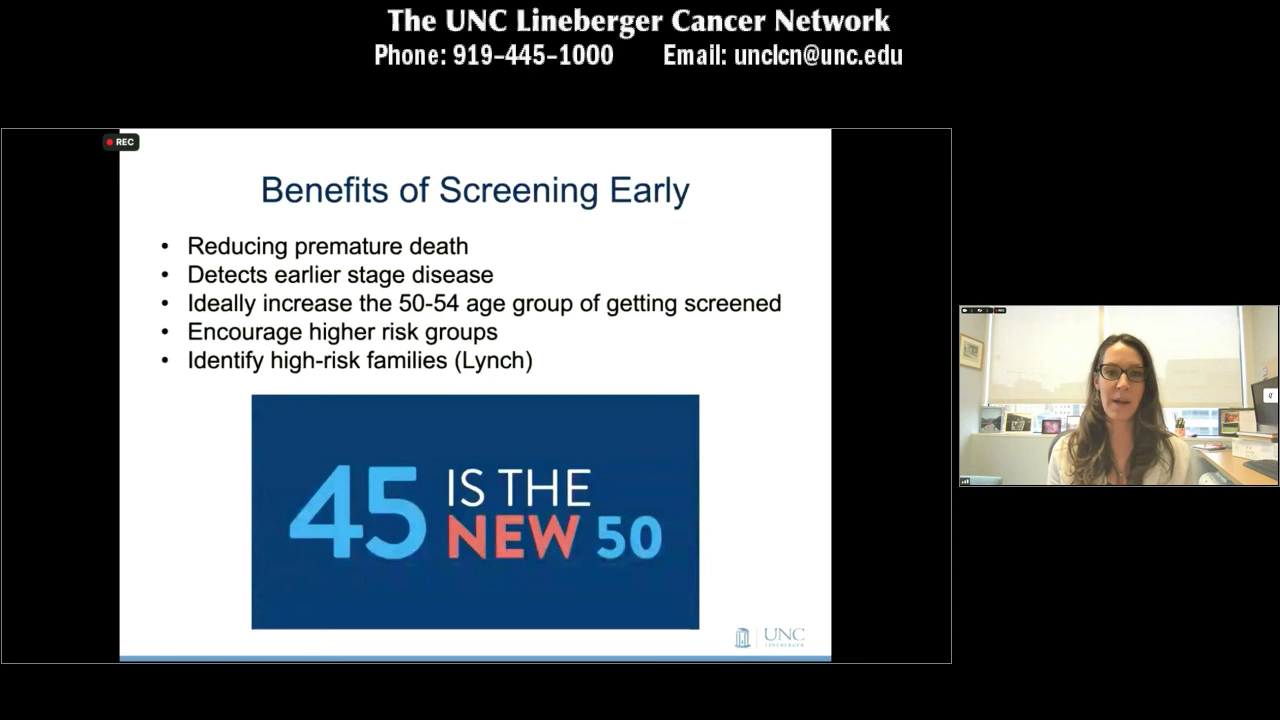 The UNC Lineberger Cancer Network
Phone: 919-445-1000 Email: unclcn@unc.edu
REC
Benefits of Screening Early
• Reducing premature death
• Detects earlier stage disease
• Ideally increase the 50-54 age group of getting screened
• Encourage higher risk groups
• Identify high-risk families (Lynch)
45 IS THE
NEW 50
UNC
LINEBERGER